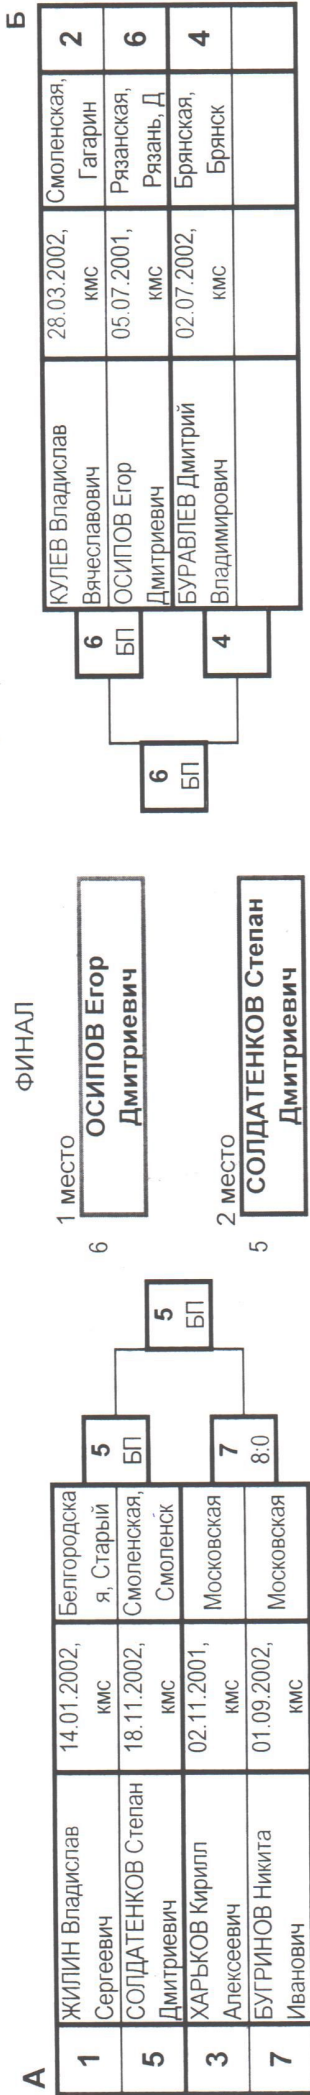 А
1
ЖИЛИН Владислав
Сергеевич
14.01.2002,
кмс
Белгородска
я, Старый
5
СОЛДАТЕНКОВ Степан
Дмитриевич
18.11.2002,
кмс
Смоленская,
Смоленск
3
ХАРЬКОВ Кирилл
Алексеевич
02.11.2001,
кмс
Московская
7
БУГРИНОВ Никита
Иванович
01.09.2002,
кмс
Московская
5
БП
7
8:0
5
БП
ФИНАЛ
1 место
6
ОСИПОВ Егор
Дмитриевич
2 место
5
СОЛДАТЕНКОВ Степан
Дмитриевич
6
БП
6
БП
4
Б
КУЛЕВ Владислав
Вячеславович
28.03.2002,
кмс
Смоленская,
Гагарин
2
ОСИПОВ Егор
Дмитриевич
05.07.2001,
кмс
Рязанская,
Рязань, Д
6
БУРАВЛЕВ Дмитрий
Владимирович
02.07.2002,
кмс
Брянская,
Брянск
4